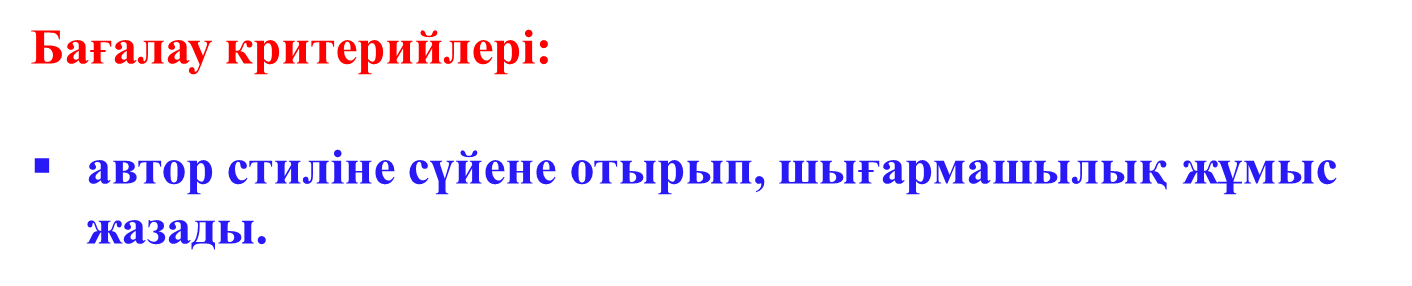 Бағалау критерийлері:
▪ автор стиліне сүйене отырып, шығармашылық жұмыс
жазады.